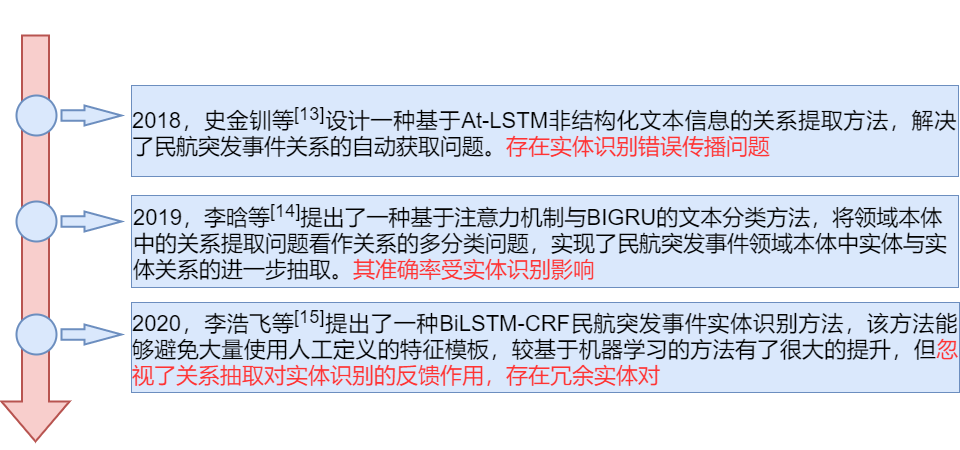 2018，史金钏等[13]设计一种基于At-LSTM非结构化文本信息的关系提取方法，解决
了民航突发事件关系的自动获取问题。存在实体识别错误传播问题
2019，李晗等[14]提出了一种基于注意力机制与BIGRU的文本分类方法，将领域本体
中的关系提取问题看作关系的多分类问题，实现了民航突发事件领域本体中实体与实
体关系的进一步抽取。其准确率受实体识别影响
2020，李浩飞等[15]提出了一种BiLSTM-CRF民航突发事件实体识别方法，该方法能
够避免大量使用人工定义的特征模板，较基于机器学习的方法有了很大的提升，但忽
视了关系抽取对实体识别的反馈作用，存在冗余实体对